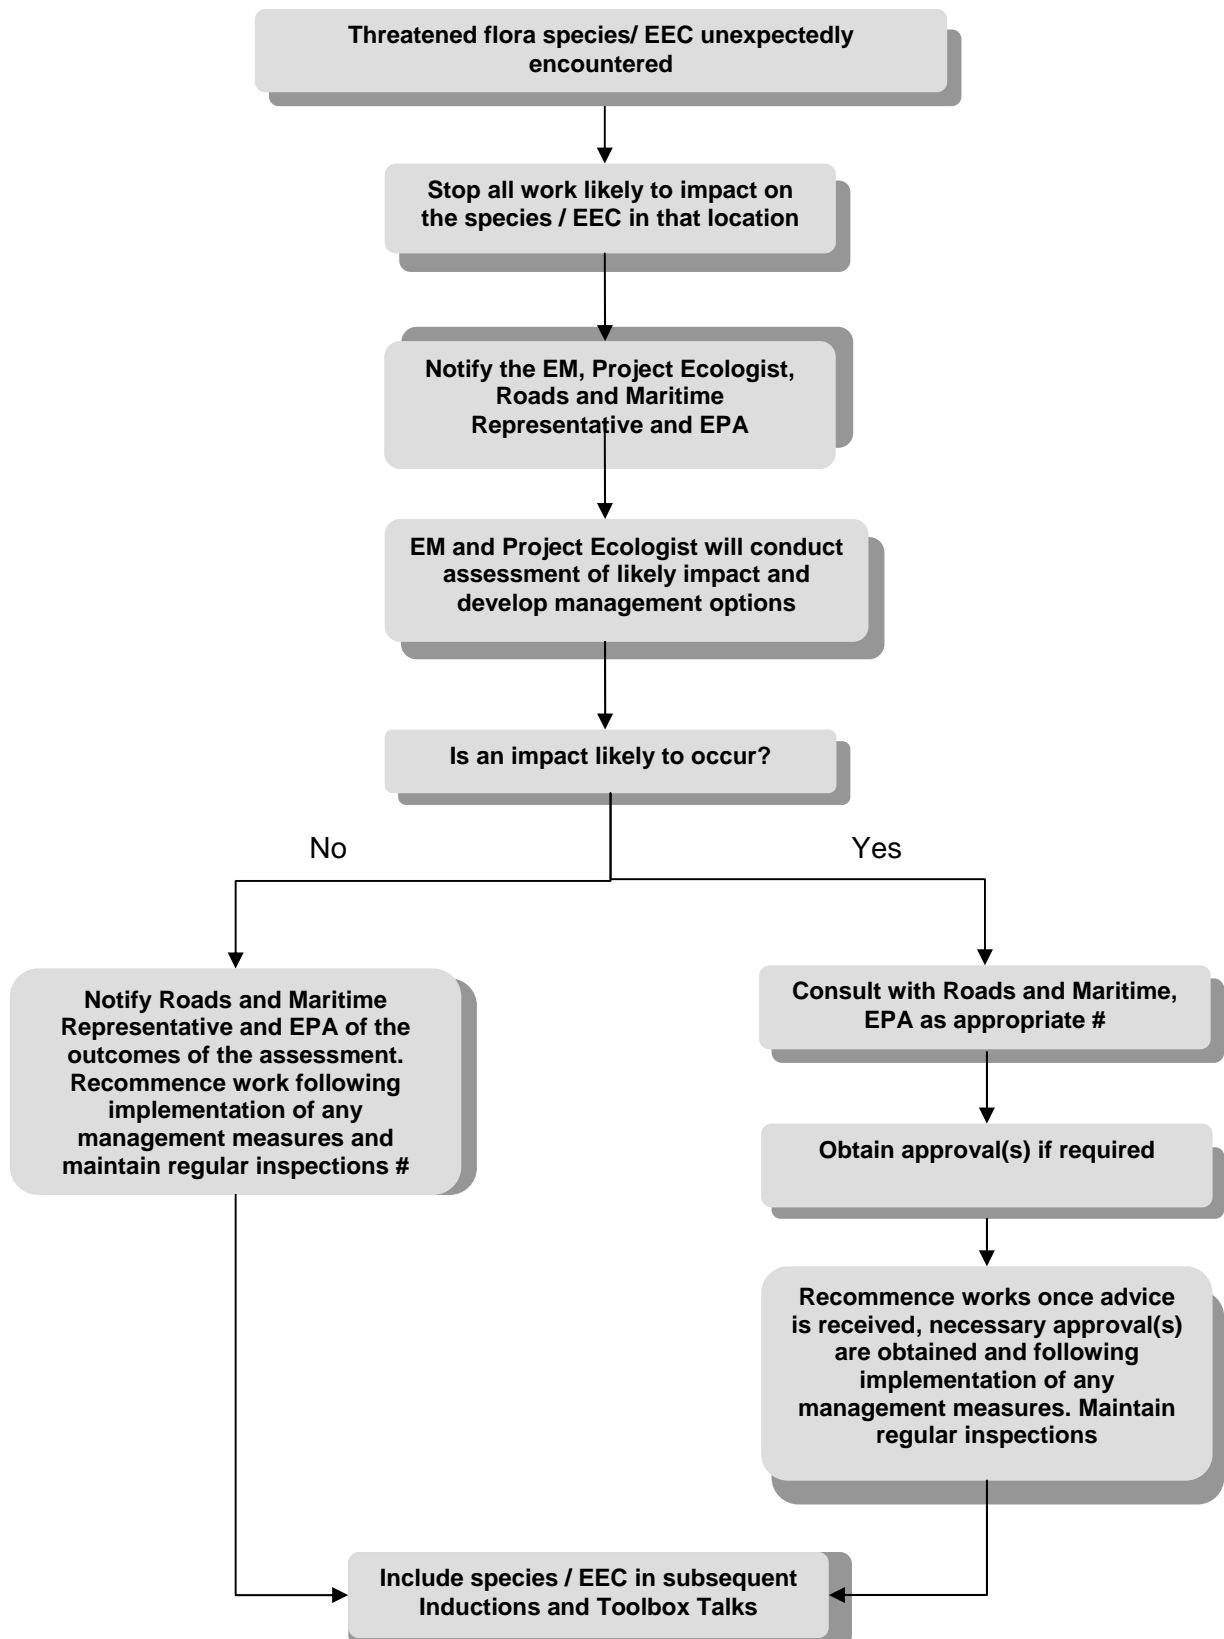 Threatened flora species/ EEC unexpectedly
encountered
Stop all work likely to impact on
the species / EEC in that location
Notify the EM, Project Ecologist,
Roads and Maritime
Representative and EPA
EM and Project Ecologist will conduct
assessment of likely impact and
develop management options
Is an impact likely to occur?
No
Yes
Notify Roads and Maritime
Representative and EPA of the
outcomes of the assessment.
Recommence work following
implementation of any
management measures and
maintain regular inspections #
Consult with Roads and Maritime,
EPA as appropriate #
Obtain approval(s) if required
Recommence works once advice
is received, necessary approval(s)
are obtained and following
implementation of any
management measures. Maintain
regular inspections
Include species / EEC in subsequent
Inductions and Toolbox Talks